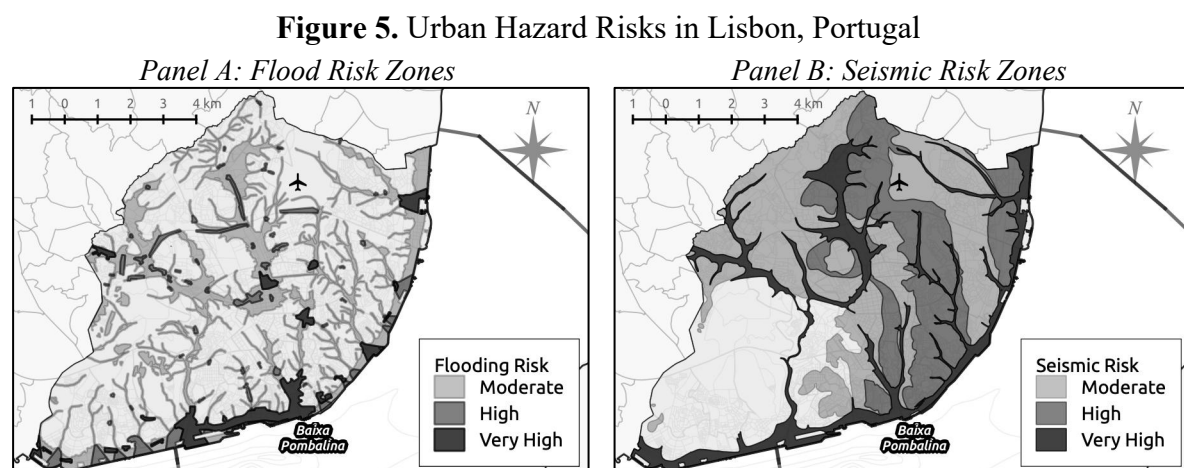 Figure 5. Urban Hazard Risks in Lisbon, Portugal
Panel A: Flood Risk Zones
1 0 1 2 3 4 km
N
Flooding Risk
Moderate
High
Very High
Baixa
Pombalina
Panel B: Seismic Risk Zones
1 0 1 2 3 4 km
N
Seismic Risk
Moderate
High
Very High
Baixa
Pombalina